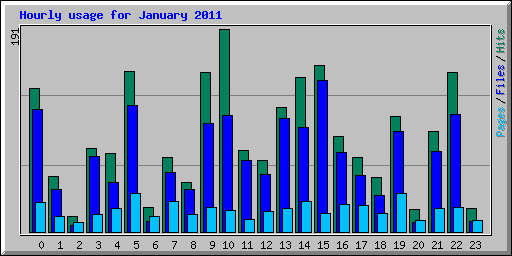 Hourly usage for January 2011
191
Pages/Files/Hits
0 1 2 3 4 5 6 7 8 9 10 11 12 13 14 15 16 17 18 19 20 21 22 23